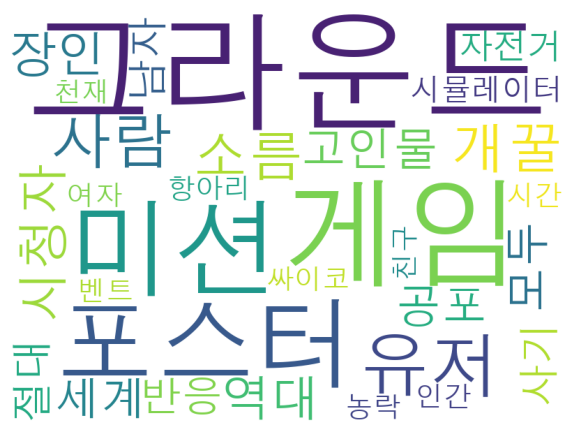 그라운드
장인
남자
자전거
천재
시뮬레이터
사람
소름
고인물
개꿀
시청자
여자
항아리
미션
게임
시간
친구
모두
벤트
싸이코
포스터
공포
유저
사기
절대
세계
반응
역대
농락
인간